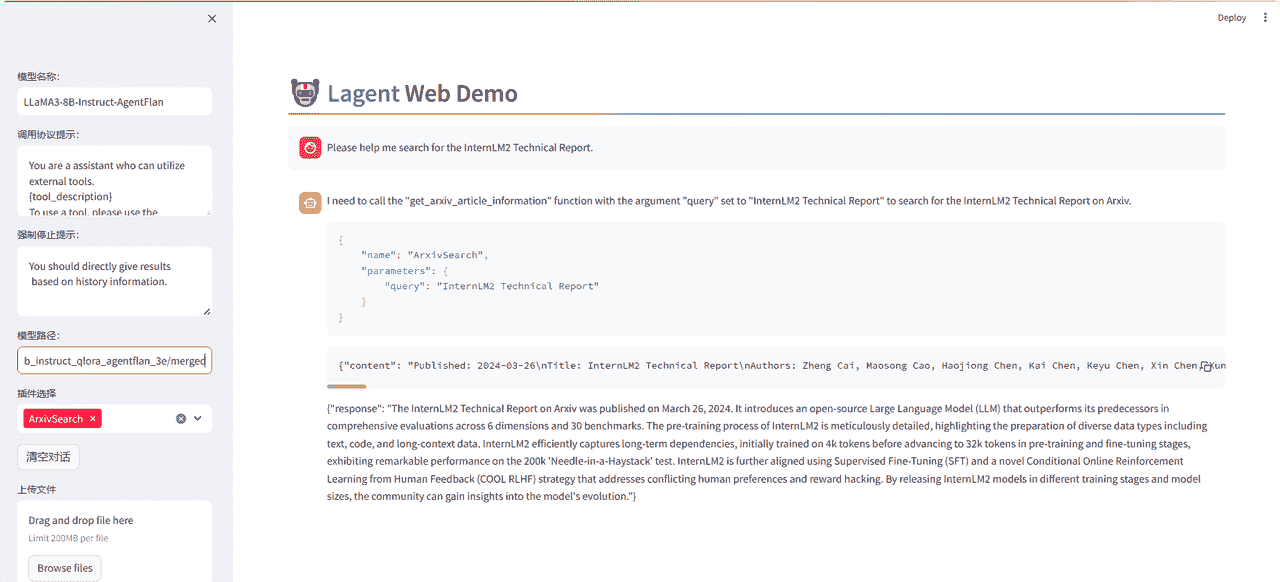 Deploy
模型名称:
LLaMA3-8B-Instruct-AgentFlan
调用协议提示:
You are a assistant who can utilize
external tools.
{tool_description}
To use a tool, please use the
强制停止提示:
You should directly give results
based on history information.
模型路径:
b_instruct_qlora_agentflan_3e/merged
插件选择
ArxivSearch
清空对话
上传文件
Drag and drop file here
Limit 200MB per file
Browse files
Lagent Web Demo
Please help me search for the InternLM2 Technical Report.
I need to call the "get_arxiv_article_information" function with the argument "query" set to "InternLM2 Technical Report" to search for the InternLM2 Technical Report on Arxiv.
{
"name": "ArxivSearch",
"parameters": {
"query": "InternLM2 Technical Report"
}
}
{"content": "Published: 2024-03-26\nTitle: InternLM2 Technical Report\nAuthors: Zheng Cai, Maosong Cao, Haojiong Chen, Kai Chen, Keyu Chen, Xin Chen, Xun
{"response": "The InternLM2 Technical Report on Arxiv was published on March 26, 2024. It introduces an open-source Large Language Model (LLM) that outperforms its predecessors in
comprehensive evaluations across 6 dimensions and 30 benchmarks. The pre-training process of InternLM2 is meticulously detailed, highlighting the preparation of diverse data types including
text, code, and long-context data. InternLM2 efficiently captures long-term dependencies, initially trained on 4k tokens before advancing to 32k tokens in pre-training and fine-tuning stages,
exhibiting remarkable performance on the 200k 'Needle-in-a-Haystack' test. InternLM2 is further aligned using Supervised Fine-Tuning (SFT) and a novel Conditional Online Reinforcement
Learning from Human Feedback (COOL RLHF) strategy that addresses conflicting human preferences and reward hacking. By releasing InternLM2 models in different training stages and model
sizes, the community can gain insights into the model's evolution."}